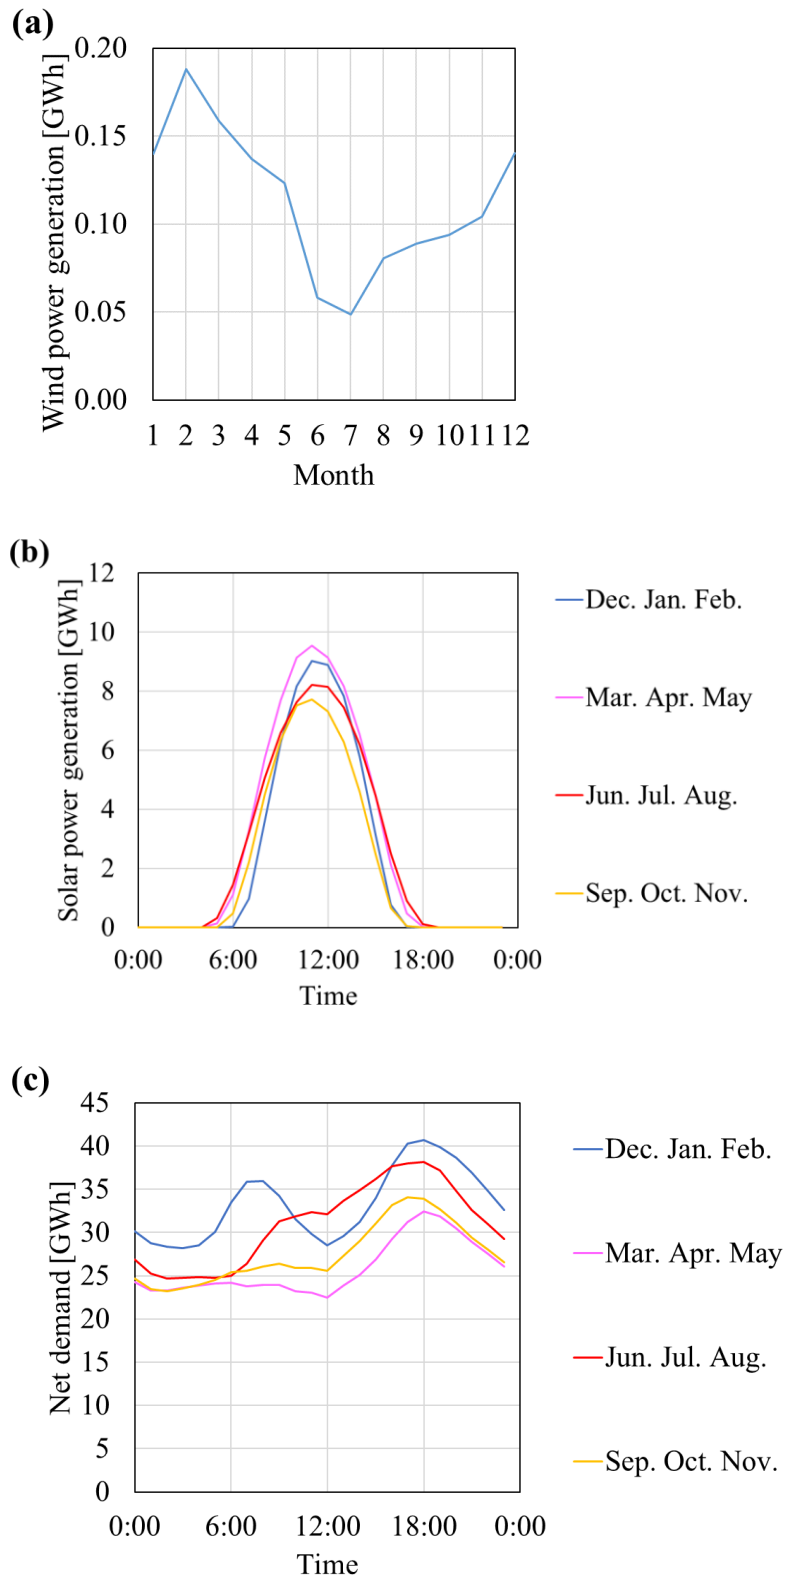 (a)
Wind power generation [GWh]
0.20
0.15
0.10
0.05
0.00
1 2 3 4 5 6 7 8 9 10 11 12
Month
(b)
Solar power generation [GWh]
12
10
8
6
4
2
0
0:00 6:00 12:00 18:00 0:00
Time
Dec. Jan. Feb.
Mar. Apr. May
Jun. Jul. Aug.
Sep. Oct. Nov.
(c)
Net demand [GWh]
45
40
35
30
25
20
15
10
5
0
0:00 6:00 12:00 18:00 0:00
Time
Dec. Jan. Feb.
Mar. Apr. May
Jun. Jul. Aug.
Sep. Oct. Nov.